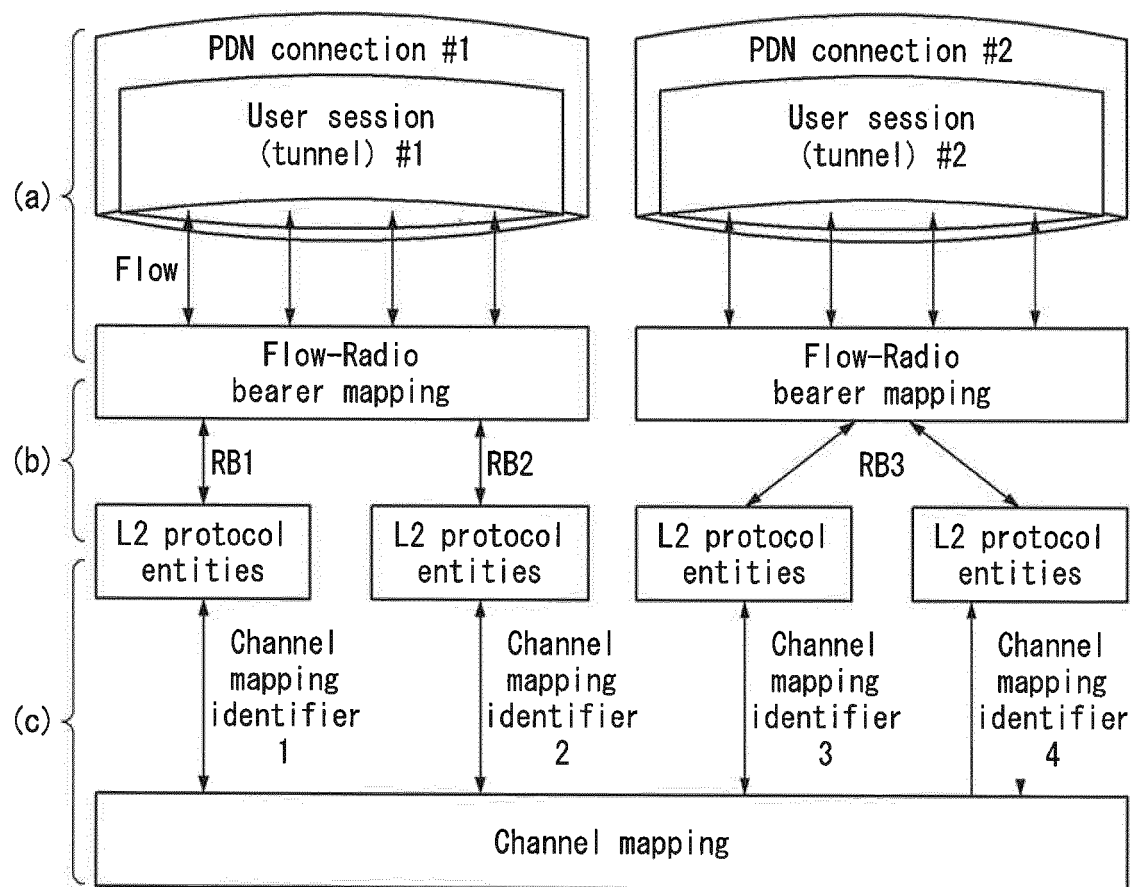 PDN connection #1
User session
(tunnel) #1
PDN connection #2
User session
(tunnel) #2
(a)
Flow
Flow-Radio
bearer mapping
Flow-Radio
bearer mapping
(b)
RB1
RB2
RB3
L2 protocol
entities
L2 protocol
entities
L2 protocol
entities
L2 protocol
entities
(c)
Channel
mapping
identifier
1
Channel
mapping
identifier
2
Channel
mapping
identifier
3
Channel
mapping
identifier
4
Channel mapping